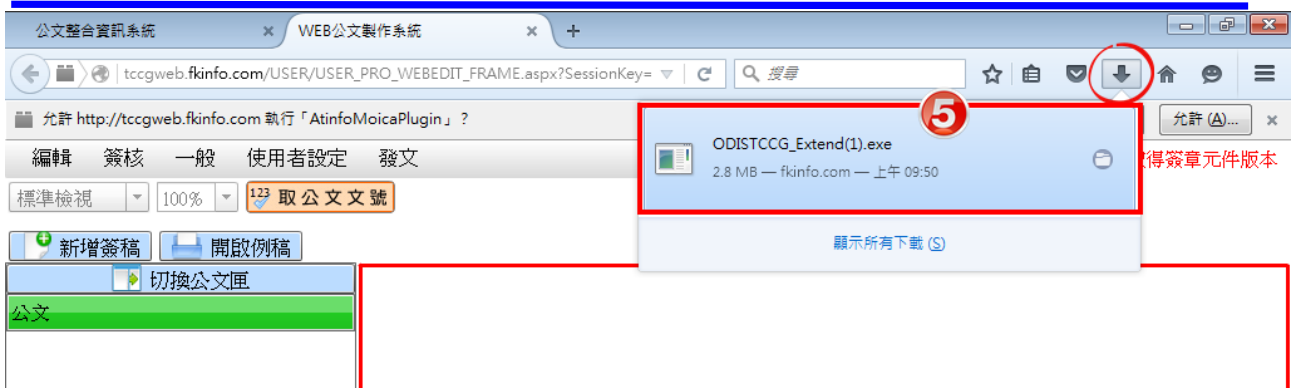 公文整合資訊系統 × WEB公文製作系統 × +
tccgweb.fkinfo.com/USER/USER_PRO_WEBEDIT_FRAME.aspx?SessionKey= 搜尋
允許 http://tccgweb.fkinfo.com 執行「AtinfoMoicaPlugin」? 允許 (A)... ×
5
ODISTCCG_Extend(1).exe
2.8 MB — fkinfo.com — 上午 09:50
顯示所有下載 (S)
編輯 簽核 一般 使用者設定 發文 得簽章元件版本
標準檢視 100% 123 取公文文號
新增簽稿 開啟例稿
切換公文匣
公文